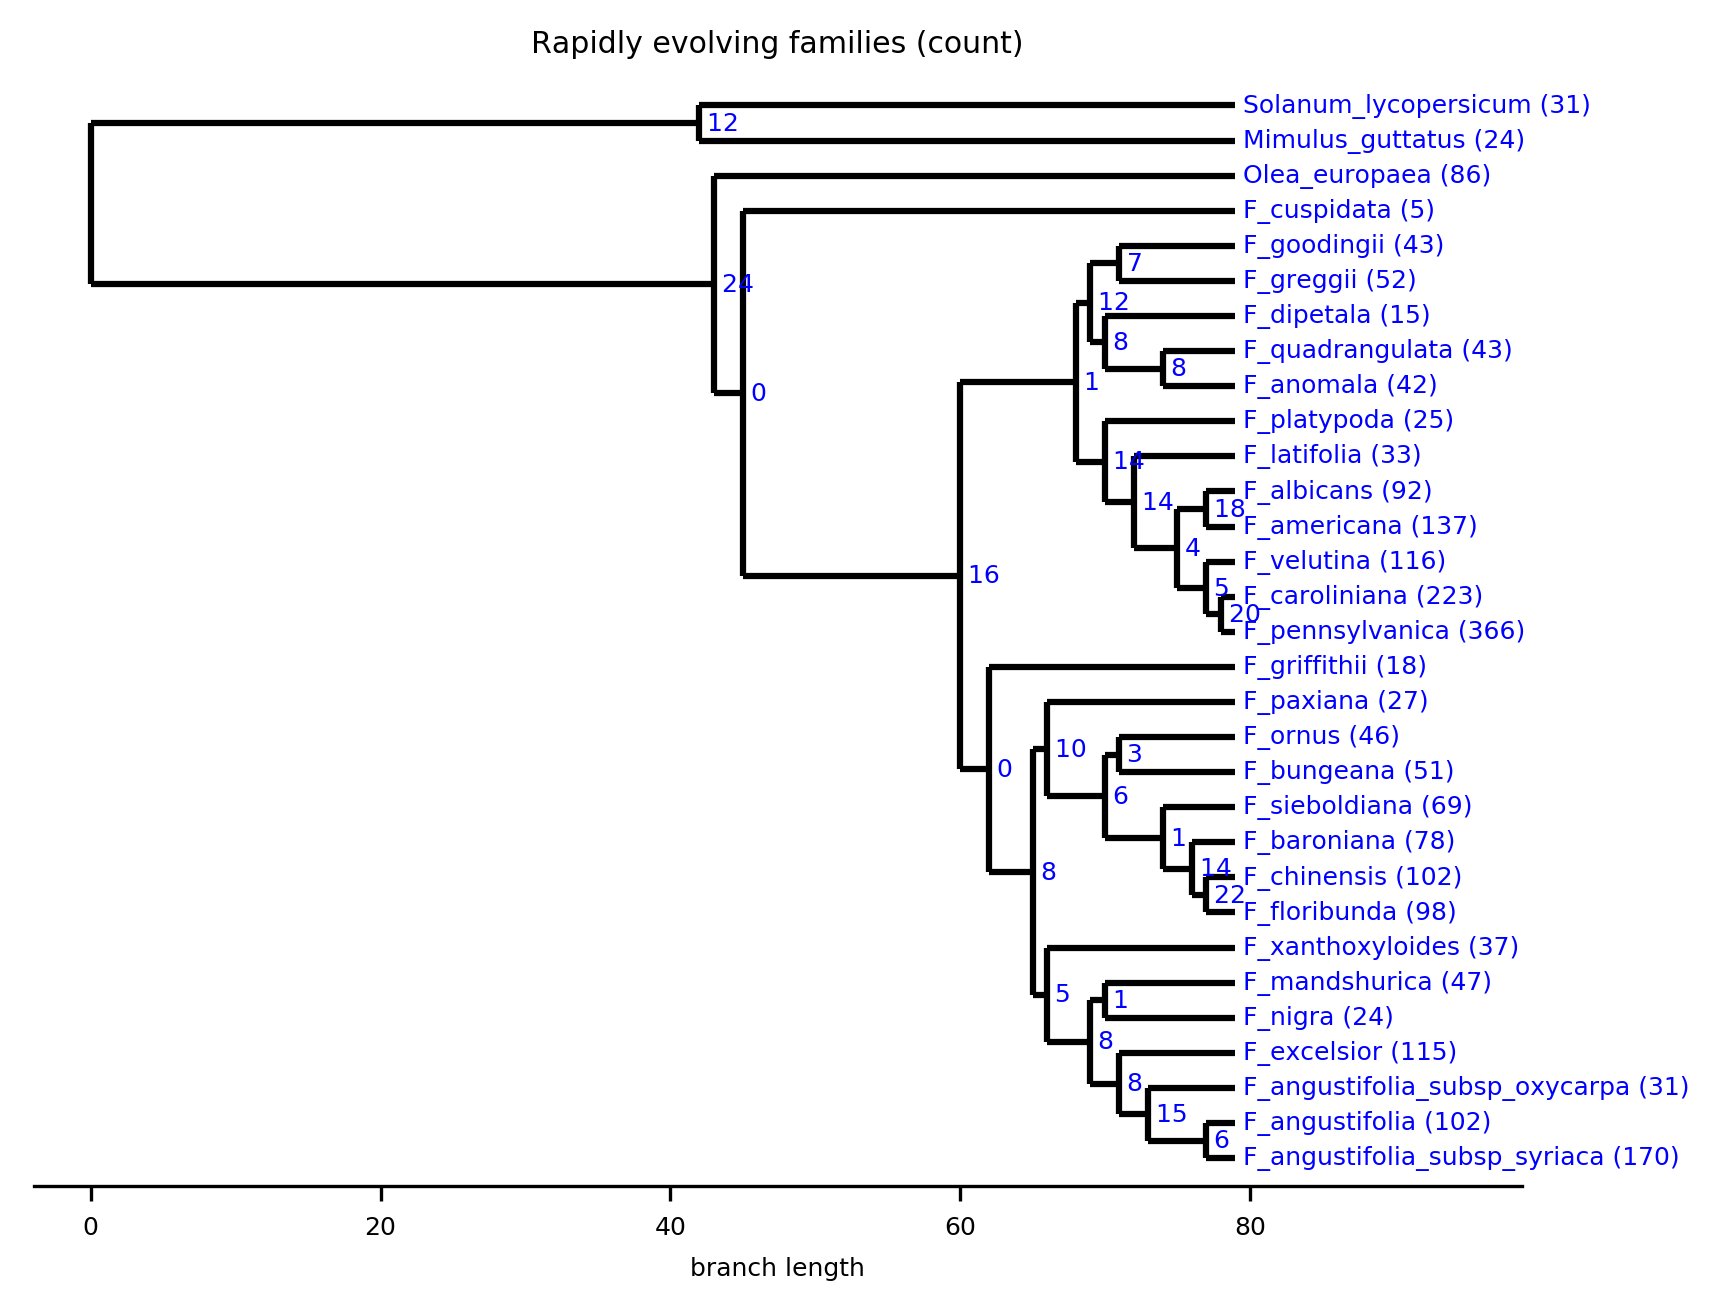 Rapidly evolving families (count)
Solanum_lycopersicum (31)
12
Mimulus_guttatus (24)
Olea_europaea (86)
F_cuspidata (5)
F_goodingii (43)
7
F_greggii (52)
24
12
F_dipetala (15)
8
F_quadrangulata (43)
8
F_anomala (42)
1
0
F_platypoda (25)
F_latifolia (33)
14
F_albicans (92)
14
18
F_americana (137)
4
F_velutina (116)
16
5
F_caroliniana (223)
20
F_pennsylvanica (366)
F_griffithii (18)
F_paxiana (27)
F_ornus (46)
10
3
F_bungeana (51)
0
6
F_sieboldiana (69)
1
F_baroniana (78)
14
8
F_chinensis (102)
22
F_floribunda (98)
F_xanthoxyloides (37)
F_mandshurica (47)
5
1
F_nigra (24)
8
F_excelsior (115)
8
F_angustifolia_subsp_oxycarpa (31)
15
F_angustifolia (102)
6
F_angustifolia_subsp_syriaca (170)
0 20 40 60 80
branch length